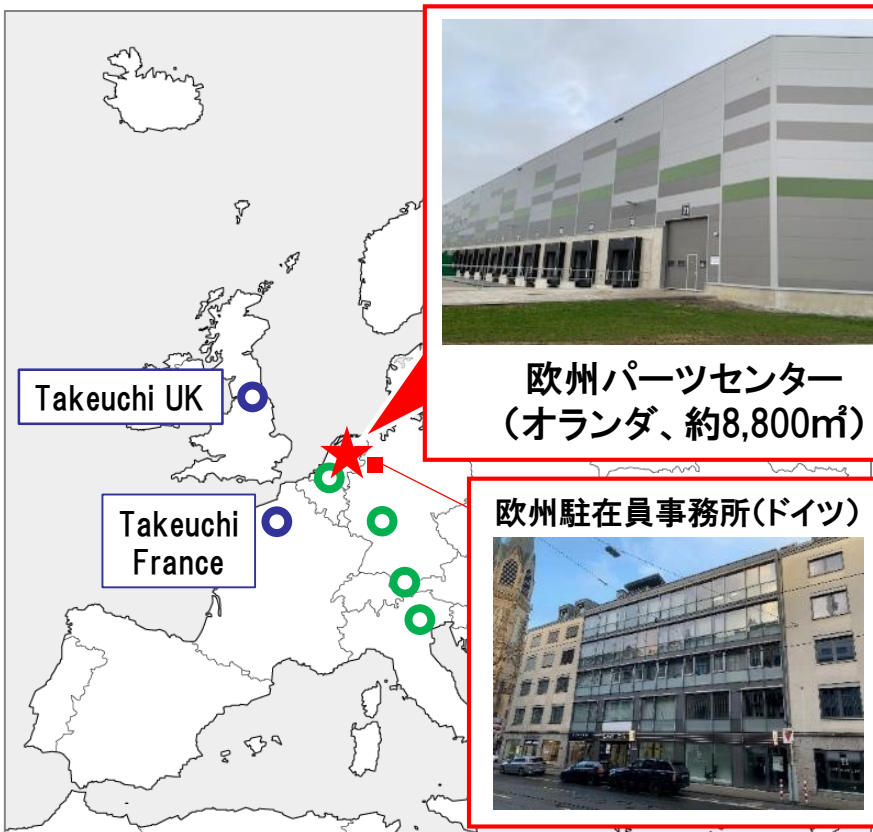 欧州パーツセンター
（オランダ、約8,800㎡）
Takeuchi UK
Takeuchi
France
欧州駐在員事務所（ドイツ）